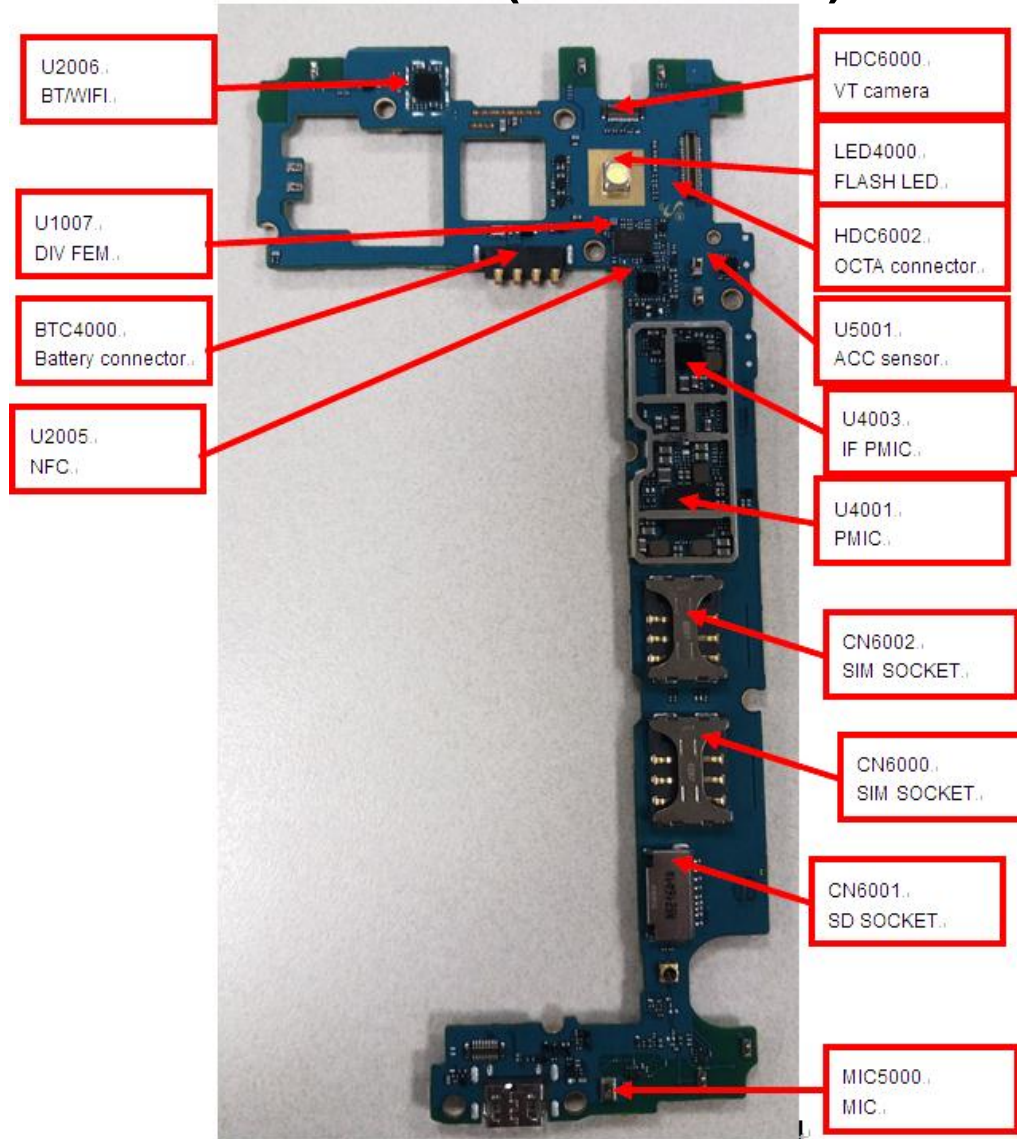 U2006
BT/WIFI
U1007
DIV FEM
BTC4000
Battery connector
U2005
NFC
HDC6000
VT camera
LED4000
FLASH LED
HDC6002
OCTA connector
U5001
ACC sensor
U4003
IF PMIC
U4001
PMIC
CN6002
SIM SOCKET
CN6000
SIM SOCKET
CN6001
SD SOCKET
MIC5000
MIC